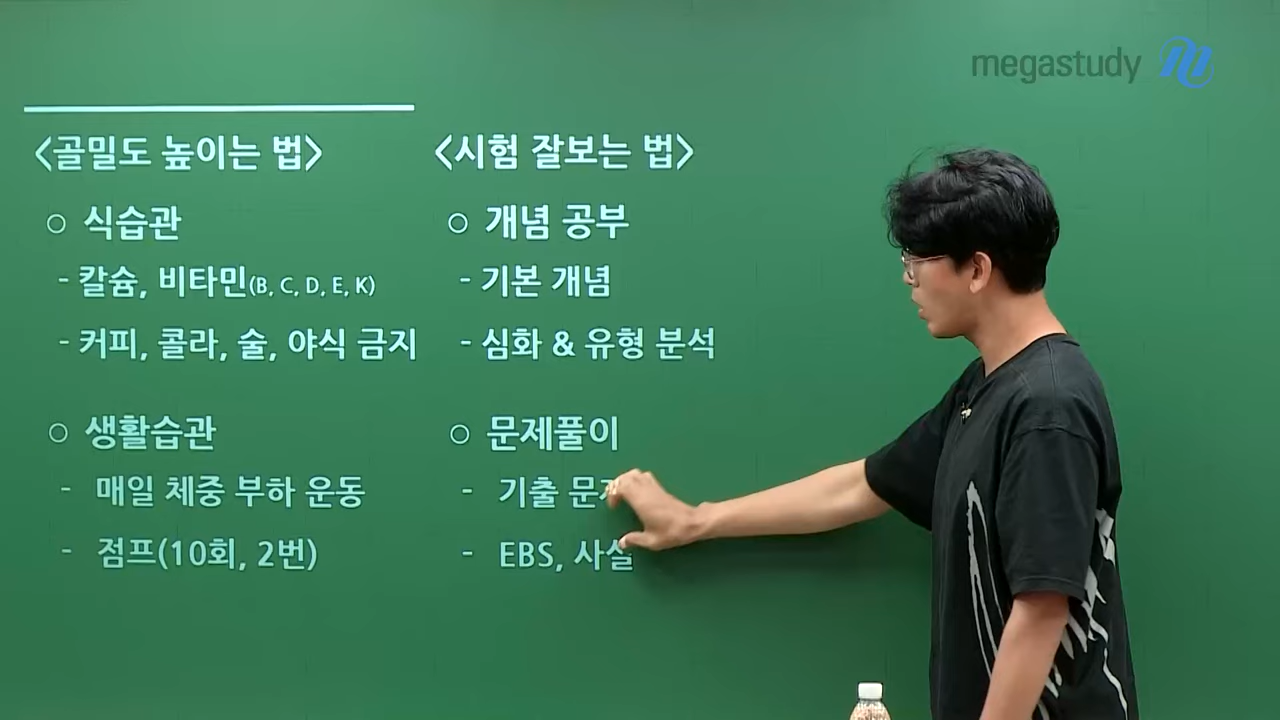 megastudy
<골밀도 높이는 법>
○ 식습관
- 칼슘, 비타민(B, C, D, E, K)
- 커피, 콜라, 술, 야식 금지
○ 생활습관
- 매일 체중 부하 운동
- 점프(10회, 2번)
<시험 잘보는 법>
○ 개념 공부
- 기본 개념
- 심화 & 유형 분석
○ 문제풀이
- 기출
- EBS, 사설